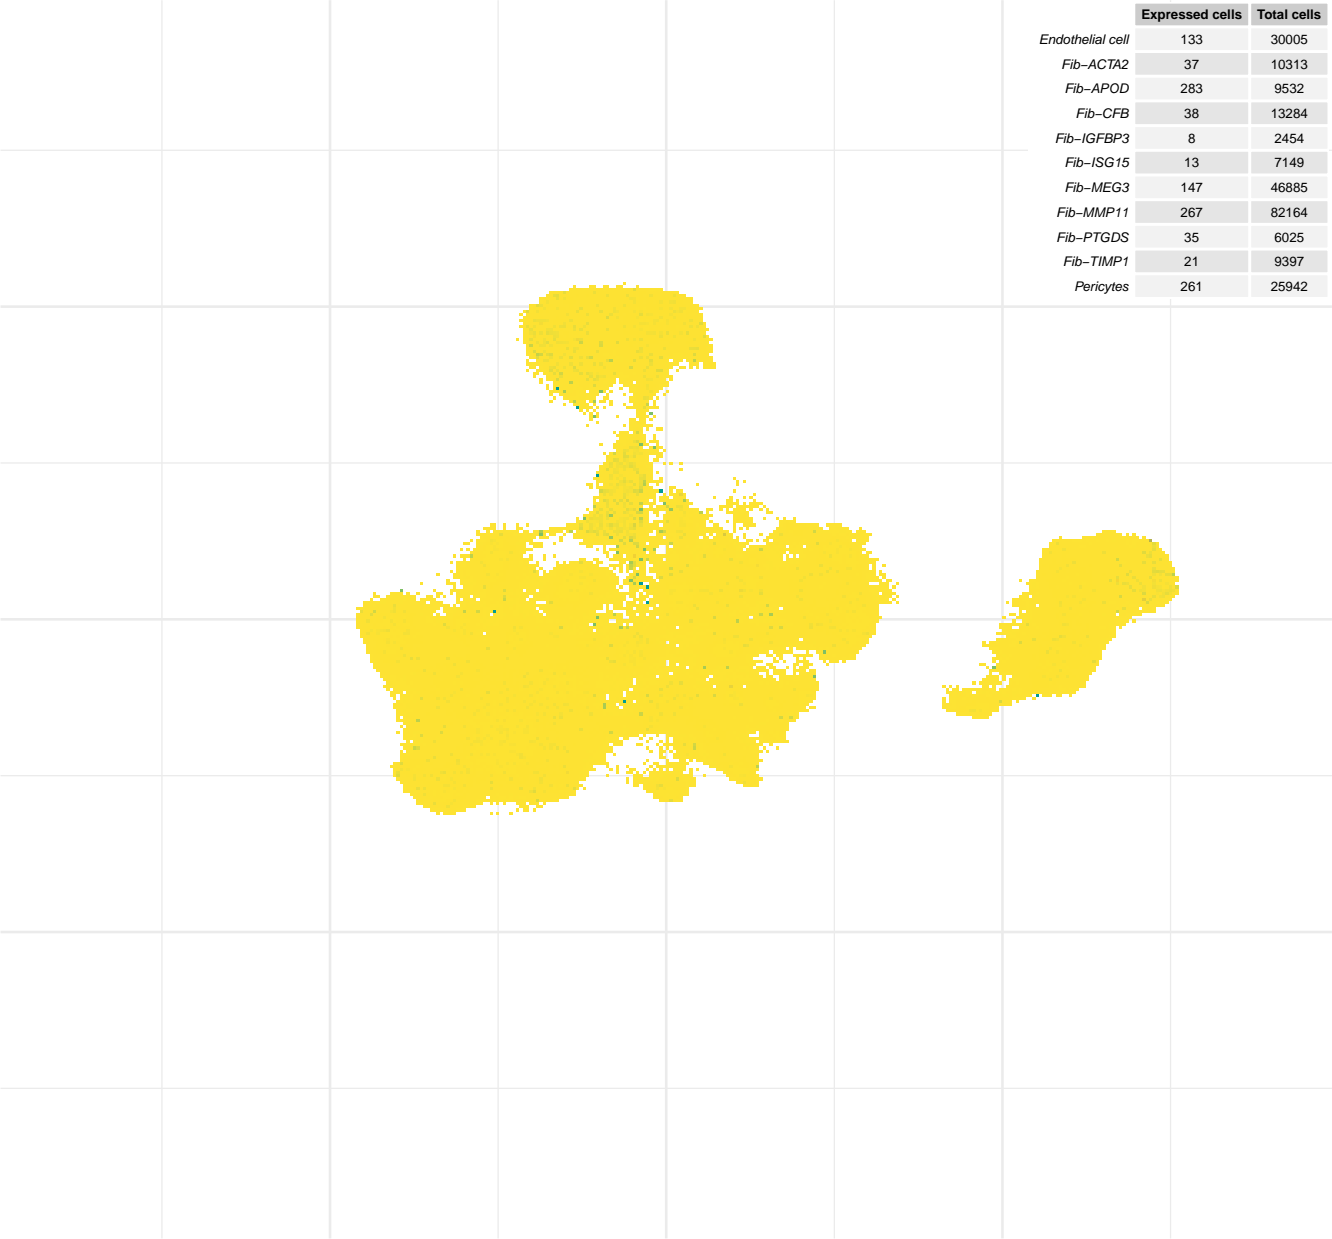 Expressed cells Total cells
Endothelial cell 133 30005
Fib−ACTA2 37 10313
Fib−APOD 283 9532
Fib−CFB 38 13284
Fib−IGFBP3 8 2454
Fib−ISG15 13 7149
Fib−MEG3 147 46885
Fib−MMP11 267 82164
Fib−PTGDS 35 6025
Fib−TIMP1 21 9397
Pericytes 261 25942